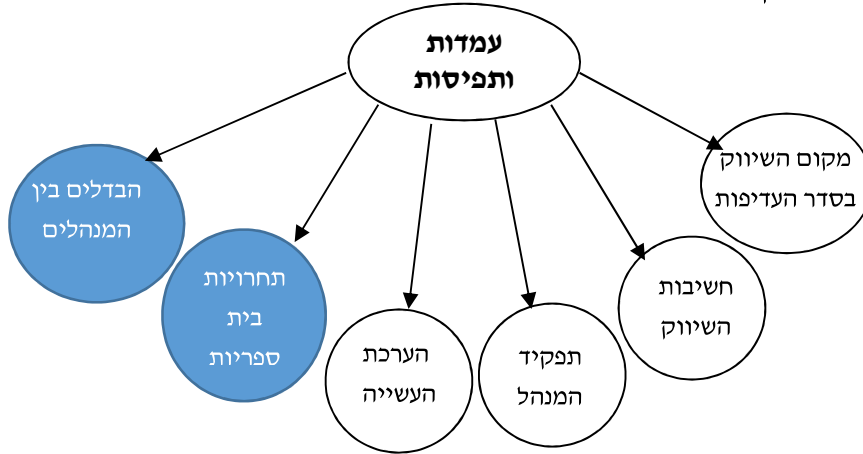 עמדות
ותפיסות
מקום השיווק
בסדר העדיפות
חשיבות
השיווק
תפקיד
המנהל
הערכת
העשייה
תחרויות
בית
ספריות
הבדלים בין
המנהלים